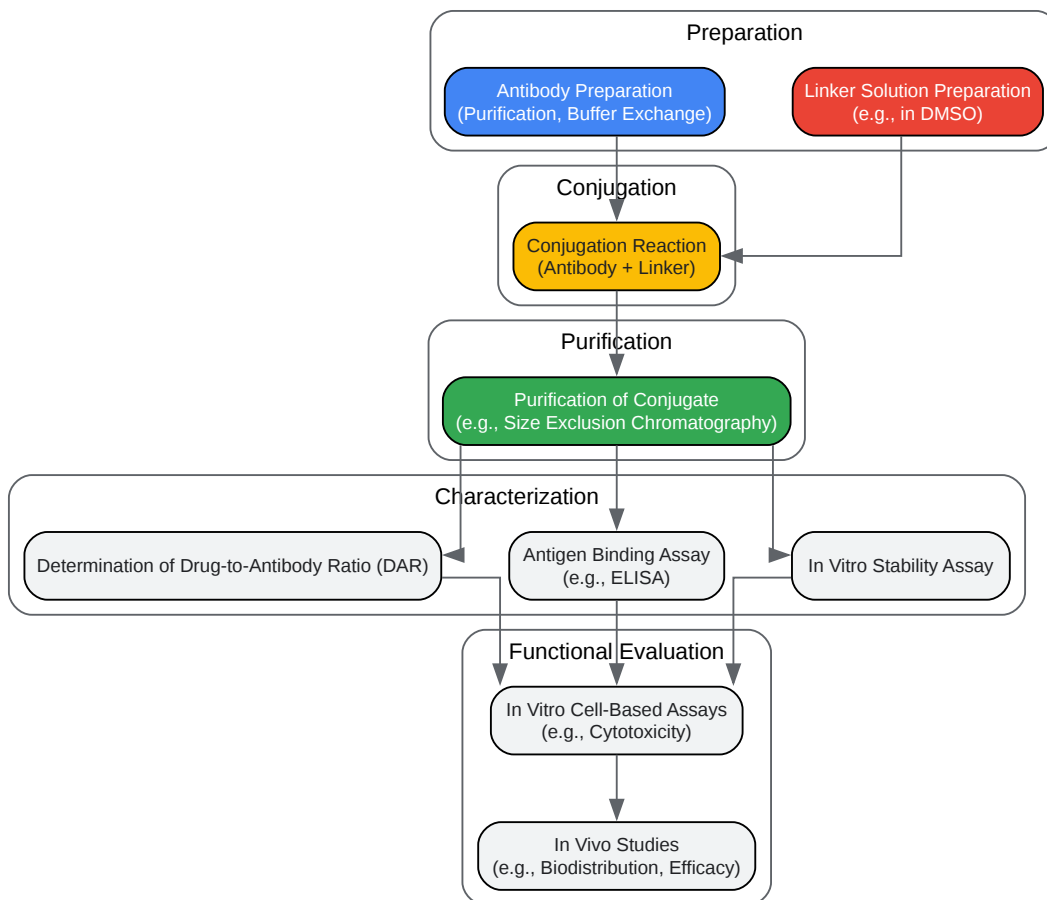 Preparation
Antibody Preparation
(Purification, Buffer Exchange)
Linker Solution Preparation
(e.g., in DMSO)
Conjugation
Conjugation Reaction
(Antibody + Linker)
Purification
Purification of Conjugate
(e.g., Size Exclusion Chromatography)
Characterization
Determination of Drug-to-Antibody Ratio (DAR)
Antigen Binding Assay
(e.g., ELISA)
In Vitro Stability Assay
Functional Evaluation
In Vitro Cell-Based Assays
(e.g., Cytotoxicity)
In Vivo Studies
(e.g., Biodistribution, Efficacy)